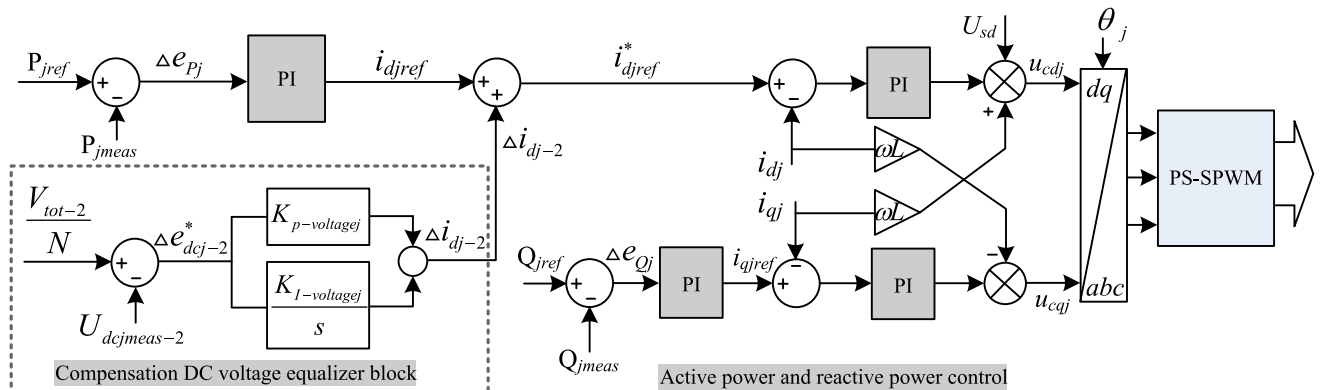 P_jref
+
−
P_jmeas
△e_Pj
PI
i_djref
+
+
i*_djref
+
−
PI
U_sd
+
u_cdj
θ_j
dq
abc
PS-SPWM
△i_dj−2
i_dj
ωL
i_qj
ωL
V_tot−2
N
+
−
U_dcjmeas−2
△e*_dcj−2
K_p−voltagej
K_I−voltagej
s
△i_dj−2
Compensation DC voltage equalizer block
Q_jref
+
−
Q_jmeas
△e_Qj
PI
i_qjref
−
+
PI
−
u_cqj
Active power and reactive power control